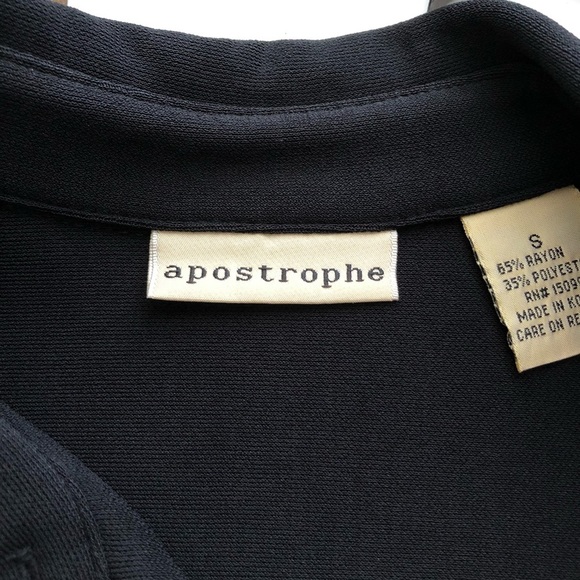 apostrophe
S
65% RAYON
35%
RN#
MADE IN
CARE ON